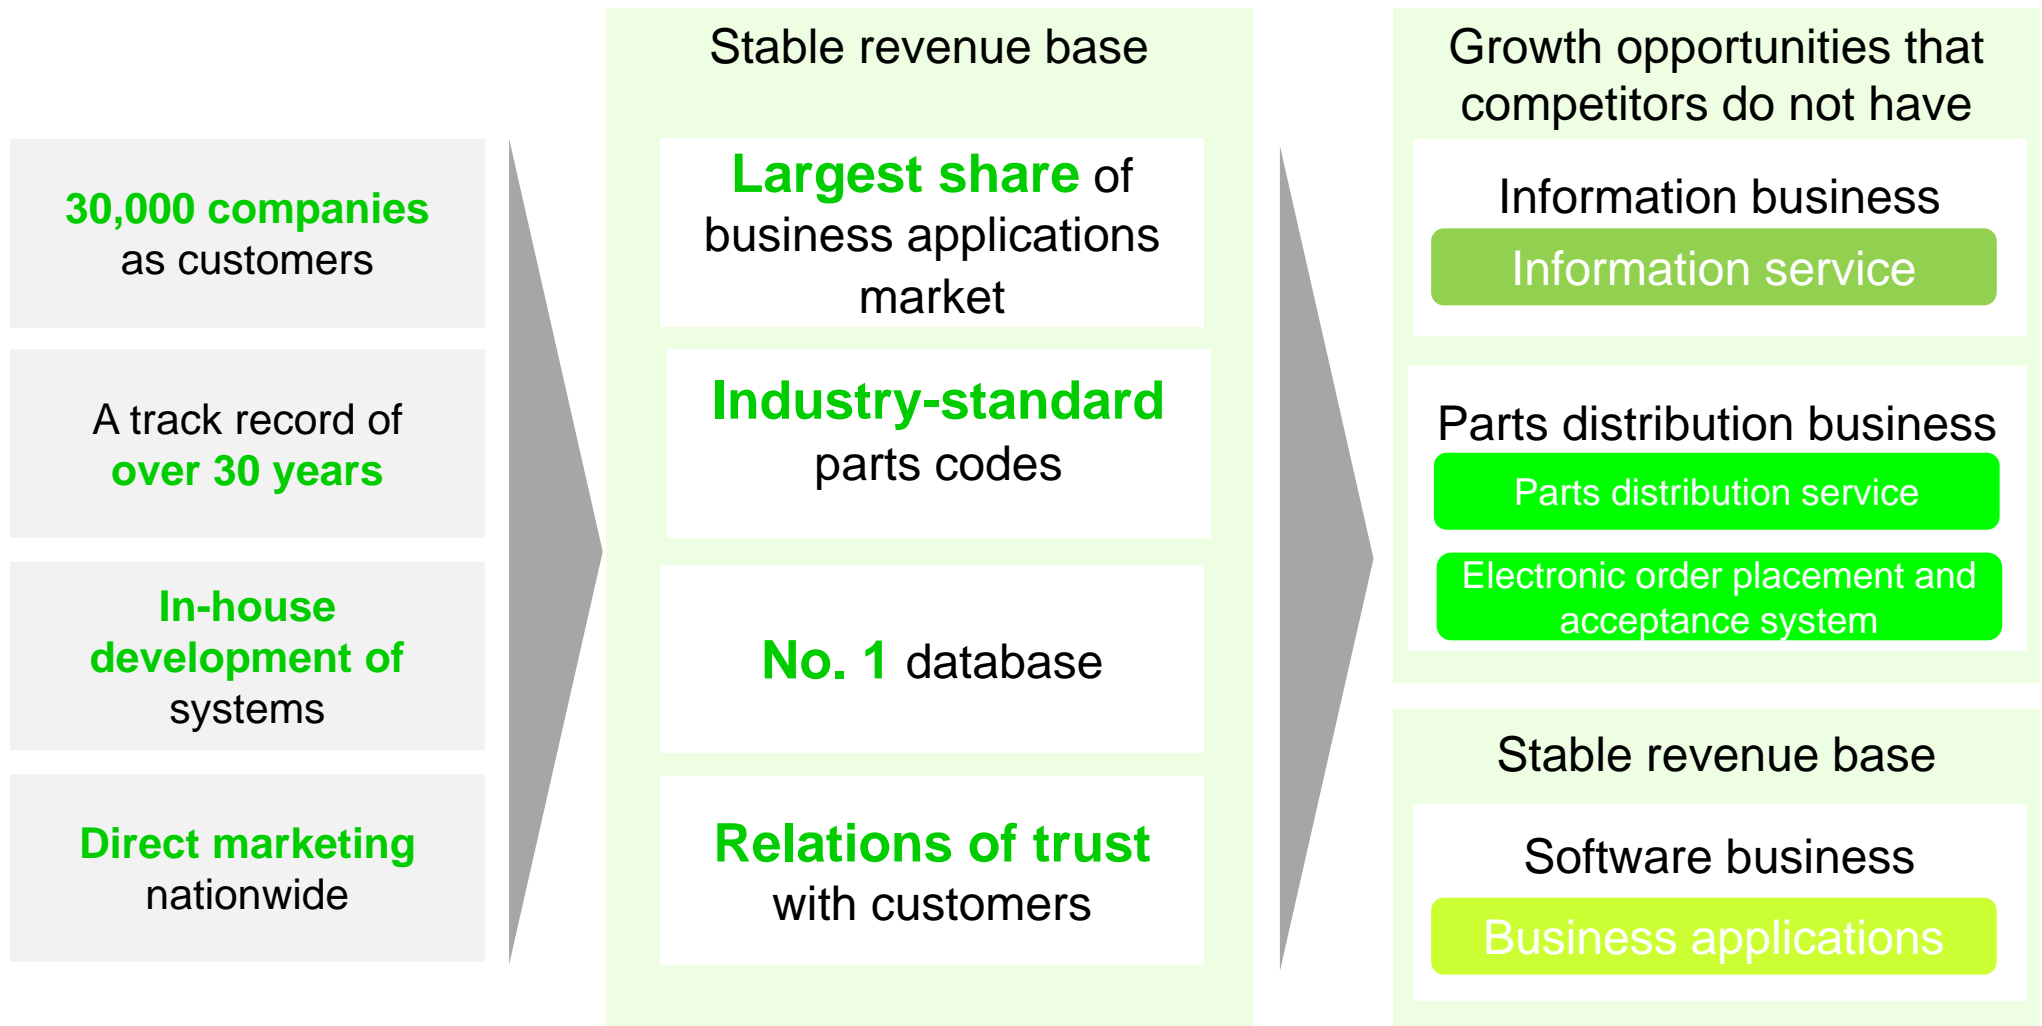 30,000 companies
as customers
A track record of
over 30 years
In-house
development of
systems
Direct marketing
nationwide
Stable revenue base
Largest share of
business applications
market
Industry-standard
parts codes
No. 1 database
Relations of trust
with customers
Growth opportunities that
competitors do not have
Information business
Information service
Parts distribution business
Parts distribution service
Electronic order placement and
acceptance system
Stable revenue base
Software business
Business applications